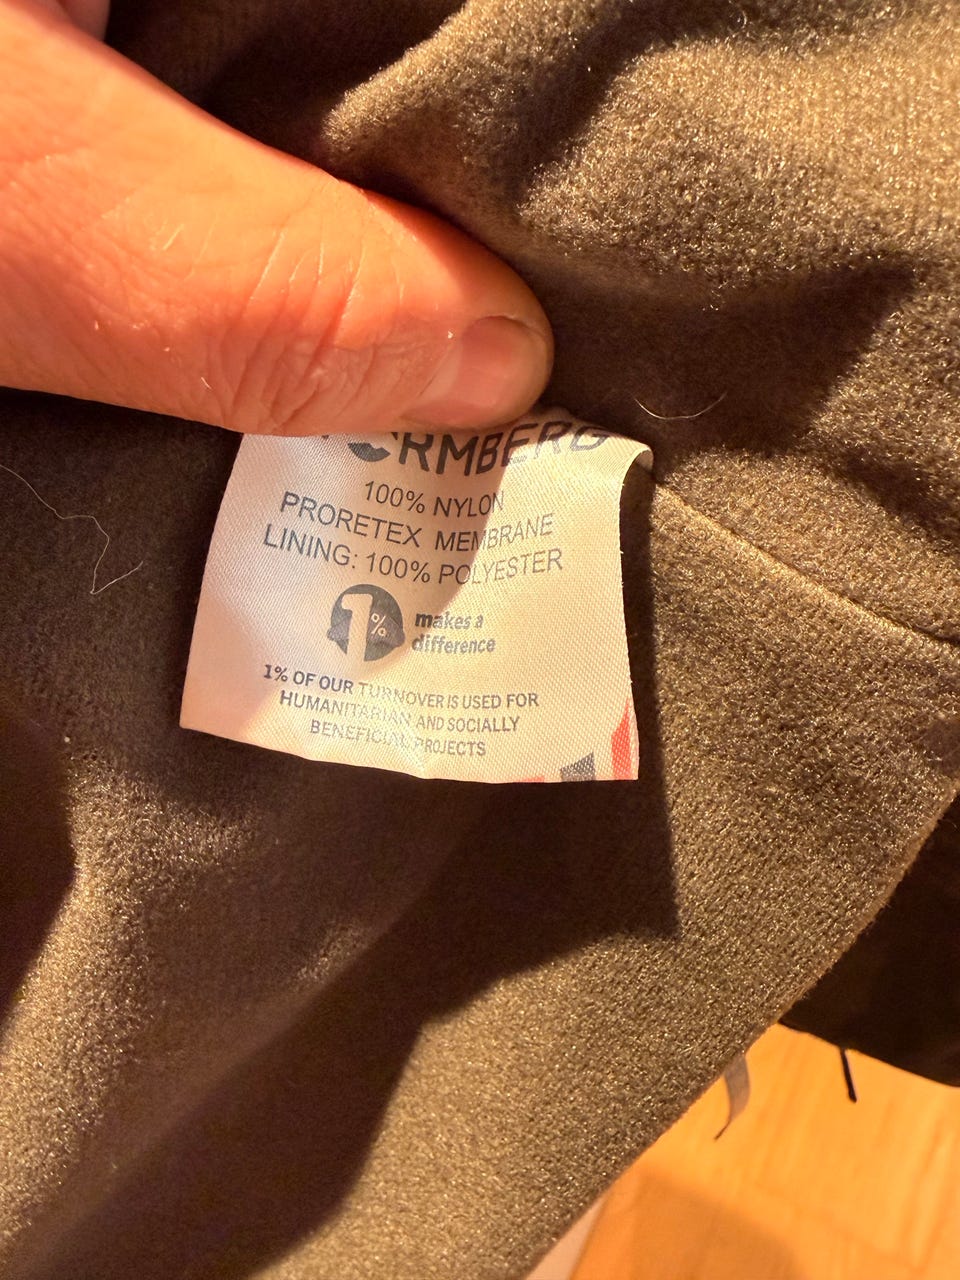 100% NYLON
PRORETEX MEMBRANE
LINING: 100% POLYESTER
1%
makes a
difference
1% OF OUR TURNOVER IS USED FOR
HUMANITARIAN AND SOCIALLY
BENEFICIAL PROJECTS